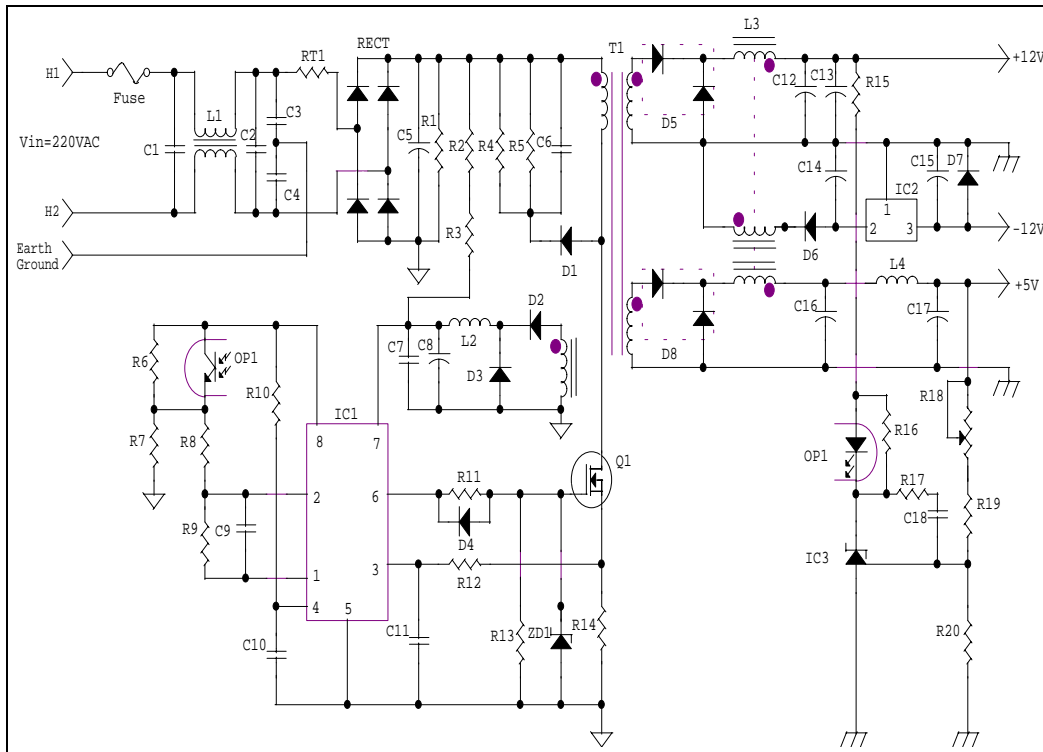 L3
RECT
T1
H1
RT1
+12V
Fuse
C3
C12
C13
R15
L1
C2
C5
R1
R2
R4
R5
C6
D5
Vin=220VAC
C1
C4
C14
C15
D7
IC2
1
2
3
H2
R3
-12V
Earth
Ground
D1
D6
L4
+5V
D2
C16
C17
L2
C7
C8
D3
D8
R6
OP1
R10
R18
IC1
R7
R8
8
7
R16
OP1
Q1
R11
2
6
R17
R9
C9
D4
C18
R19
IC3
1
3
R12
4
5
C11
C10
R13
ZD1
R14
R20